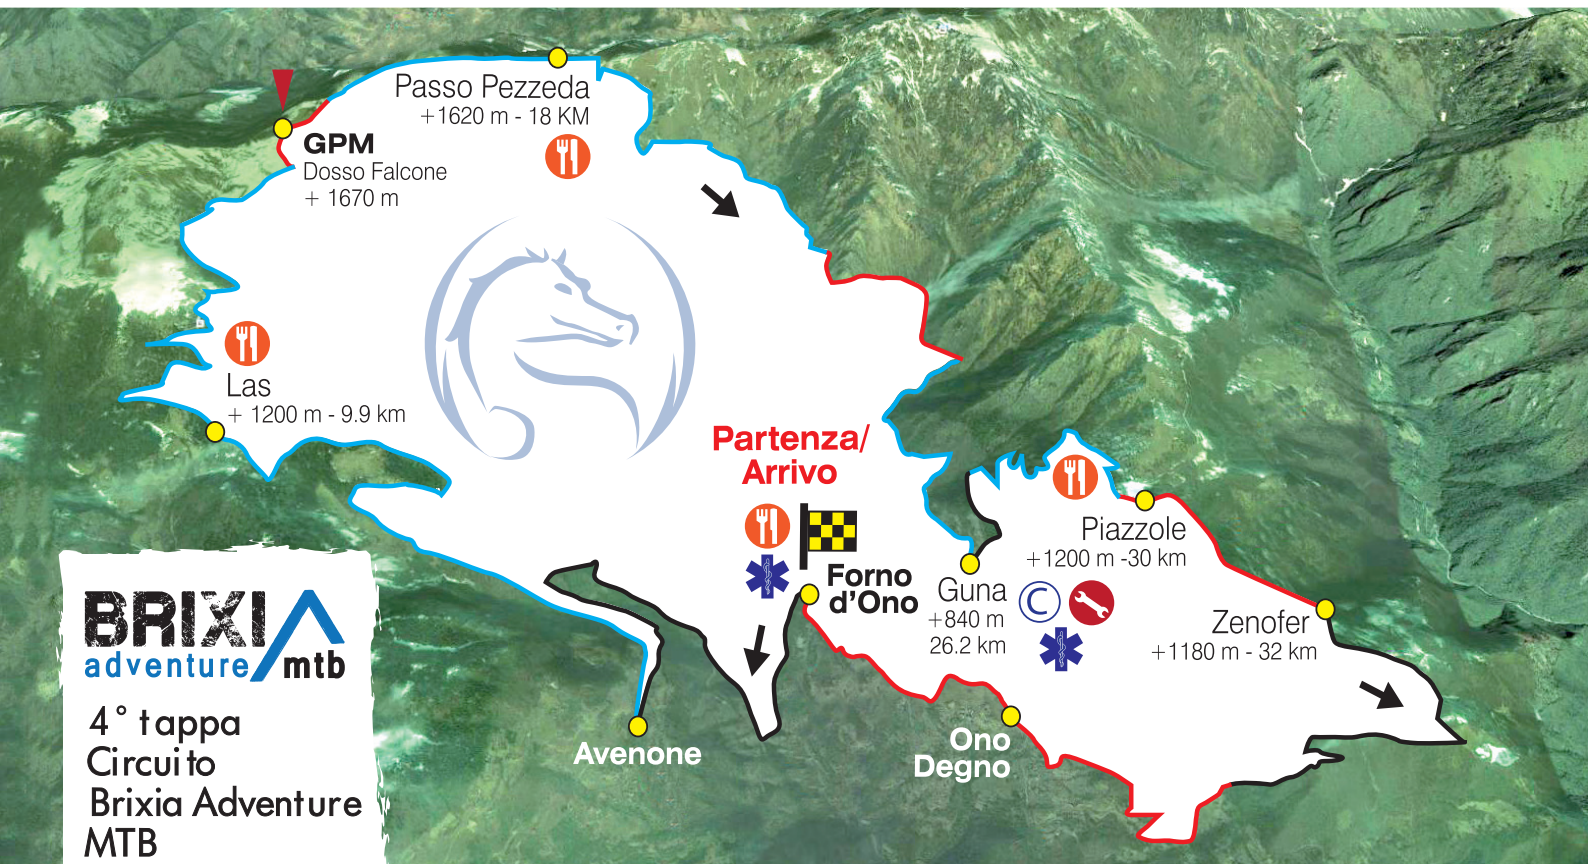 Passo Pezzeda
+1620 m - 18 KM
GPM
Dosso Falcone
+ 1670 m
Las
+ 1200 m - 9.9 km
Partenza/
Arrivo
Forno
d'Ono
Guna
+840 m
26.2 km
C
Piazzole
+1200 m -30 km
Zenofer
+1180 m - 32 km
Avenone
Ono
Degno
BRIXIA
adventure mtb
4° tappa
Circuito
Brixia Adventure
MTB